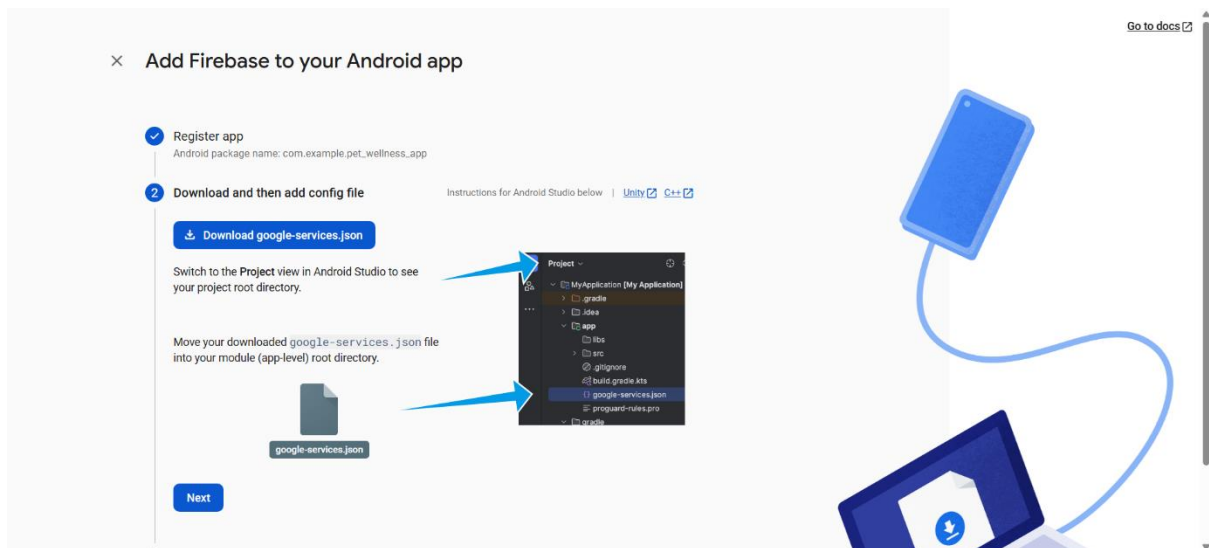 Go to docs
Add Firebase to your Android app
Register app
Android package name: com.example.pet_wellness_app
2 Download and then add config file
Instructions for Android Studio below | Unity C++
Download google-services.json
Switch to the Project view in Android Studio to see
your project root directory.
Move your downloaded google-services.json file
into your module (app-level) root directory.
google-services.json
Project
MyApplication [My Application]
.gradle
.idea
app
libs
src
.gitignore
build.gradle.kts
google-services.json
proguard-rules.pro
gradle
Next